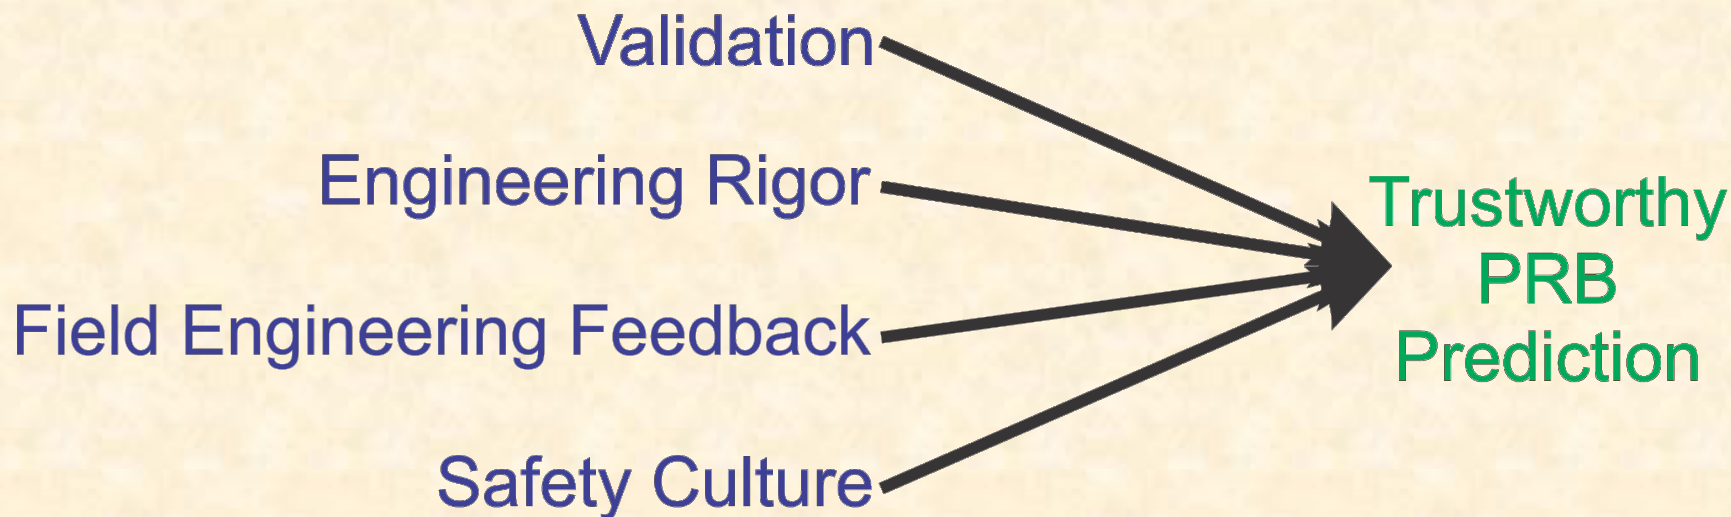 Validation
Engineering Rigor
Field Engineering Feedback
Safety Culture
Trustworthy
PRB
Prediction